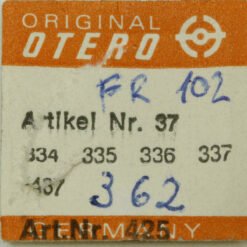 ORIGINAL
OTERO
FR 102
Artikel Nr. 37
334 335 336 337
437 362
Art.Nr. 425
GERMANY